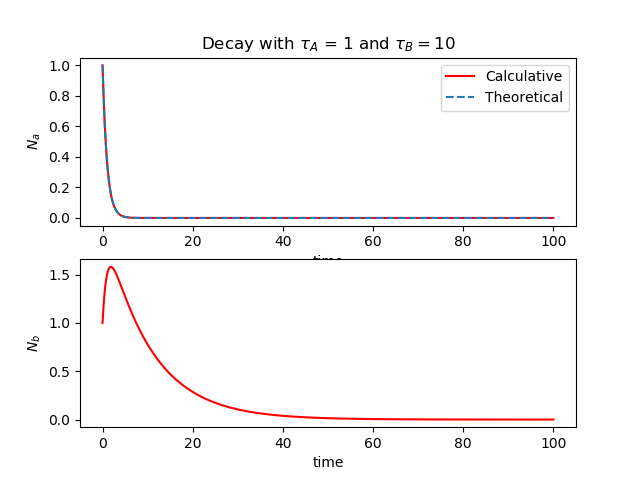 Decay with τ_A = 1 and τ_B = 10
1.0
0.8
0.6
0.4
0.2
0.0
N_a
Calculative
Theoretical
0 20 40 60 80 100
time
1.5
1.0
0.5
0.0
N_b
0 20 40 60 80 100
time